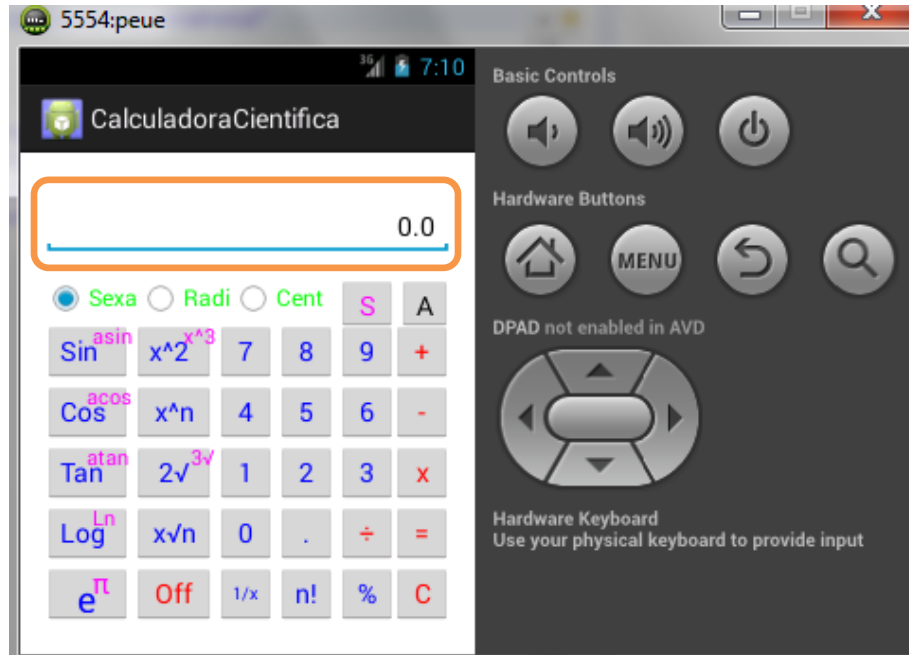 5554:peue
3G 7:10
CalculadoraCientifica
0.0
Sexa Radi Cent S A
Sin asin x^2 x^3 7 8 9 +
Cos acos x^n 4 5 6 -
Tan atan 2√ 3√ 1 2 3 x
Log Ln x√n 0 . ÷ =
e π Off 1/x n! % C
Basic Controls
Hardware Buttons
MENU
DPAD not enabled in AVD
Hardware Keyboard
Use your physical keyboard to provide input